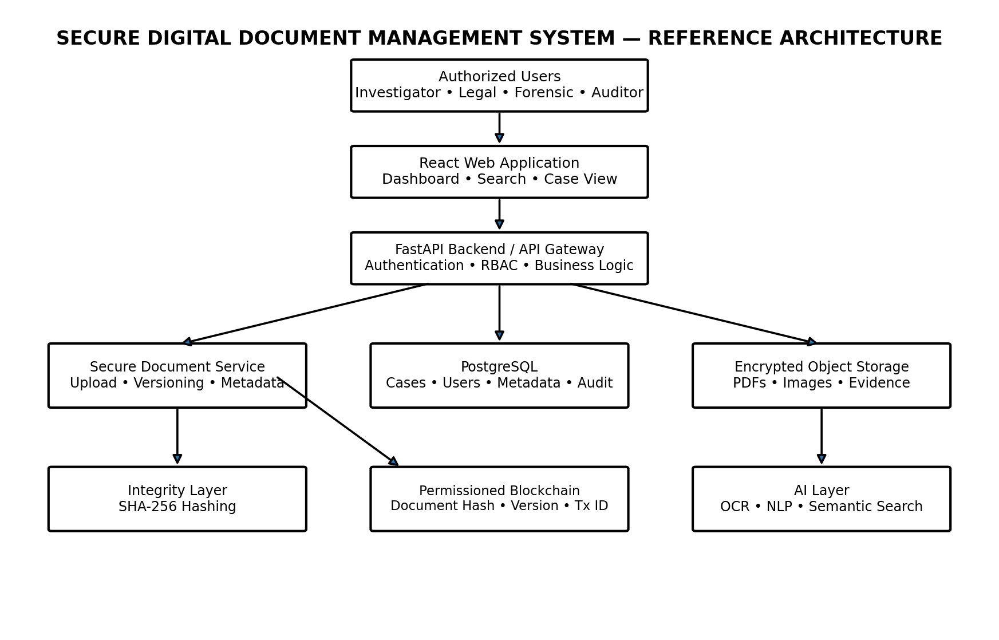 SECURE DIGITAL DOCUMENT MANAGEMENT SYSTEM — REFERENCE ARCHITECTURE
Authorized Users
Investigator • Legal • Forensic • Auditor
React Web Application
Dashboard • Search • Case View
FastAPI Backend / API Gateway
Authentication • RBAC • Business Logic
Secure Document Service
Upload • Versioning • Metadata
PostgreSQL
Cases • Users • Metadata • Audit
Encrypted Object Storage
PDFs • Images • Evidence
Integrity Layer
SHA-256 Hashing
Permissioned Blockchain
Document Hash • Version • Tx ID
AI Layer
OCR • NLP • Semantic Search